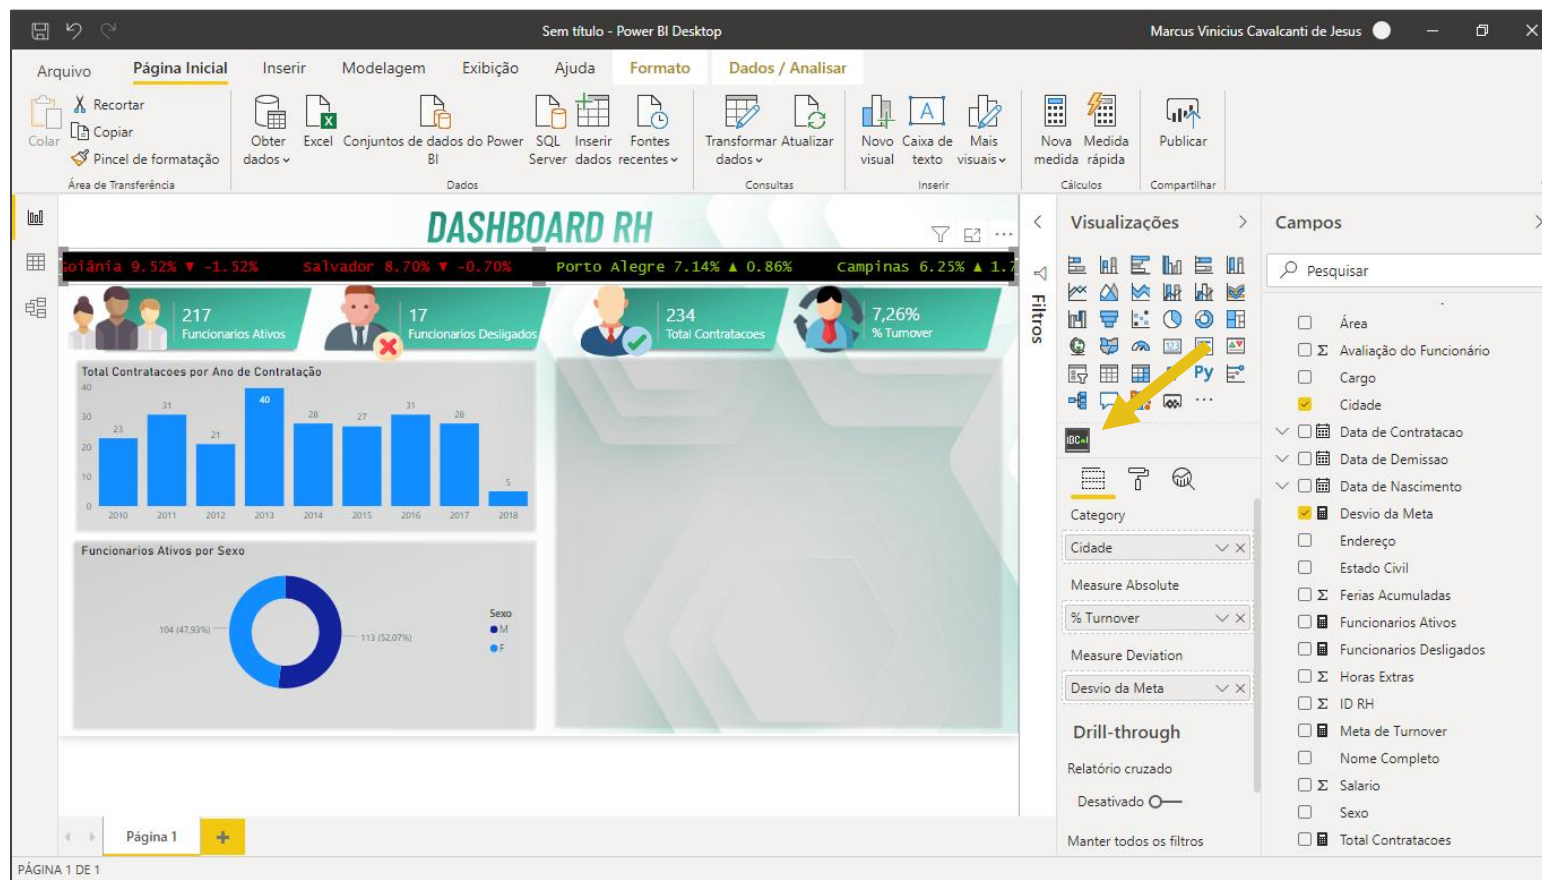 Sem título - Power BI Desktop
Marcus Vinicius Cavalcanti de Jesus
Arquivo
Página Inicial
Inserir
Modelagem
Exibição
Ajuda
Formato
Dados / Analisar
Colar
Recortar
Copiar
Pincel de formatação
Área de Transferência
Obter dados
Excel
Conjuntos de dados do Power BI
SQL Server
Inserir dados
Fontes recentes
Dados
Transformar dados
Atualizar
Consultas
Novo visual
Caixa de texto
Mais visuais
Inserir
Nova medida
Medida rápida
Cálculos
Publicar
Compartilhar
DASHBOARD RH
Goiânia 9.52% ▼ -1.52% Salvador 8.70% ▼ -0.70% Porto Alegre 7.14% ▲ 0.86% Campinas 6.25% ▲ 1.7
217
Funcionarios Ativos
17
Funcionarios Desligados
234
Total Contratacoes
7,26%
% Turnover
Total Contratacoes por Ano de Contratação
40
30
20
10
0
23
31
21
40
28
27
31
28
5
2010
2011
2012
2013
2014
2015
2016
2017
2018
Funcionarios Ativos por Sexo
104 (47,93%)
113 (52,07%)
Sexo
M
F
Filtros
Visualizações
123
Py
Category
Cidade
Measure Absolute
% Turnover
Measure Deviation
Desvio da Meta
Drill-through
Relatório cruzado
Desativado
Manter todos os filtros
Campos
Pesquisar
Área
Avaliação do Funcionário
Cargo
Cidade
Data de Contratacao
Data de Demissao
Data de Nascimento
Desvio da Meta
Endereço
Estado Civil
Ferias Acumuladas
Funcionarios Ativos
Funcionarios Desligados
Horas Extras
ID RH
Meta de Turnover
Nome Completo
Salario
Sexo
Total Contratacoes
Página 1
PÁGINA 1 DE 1